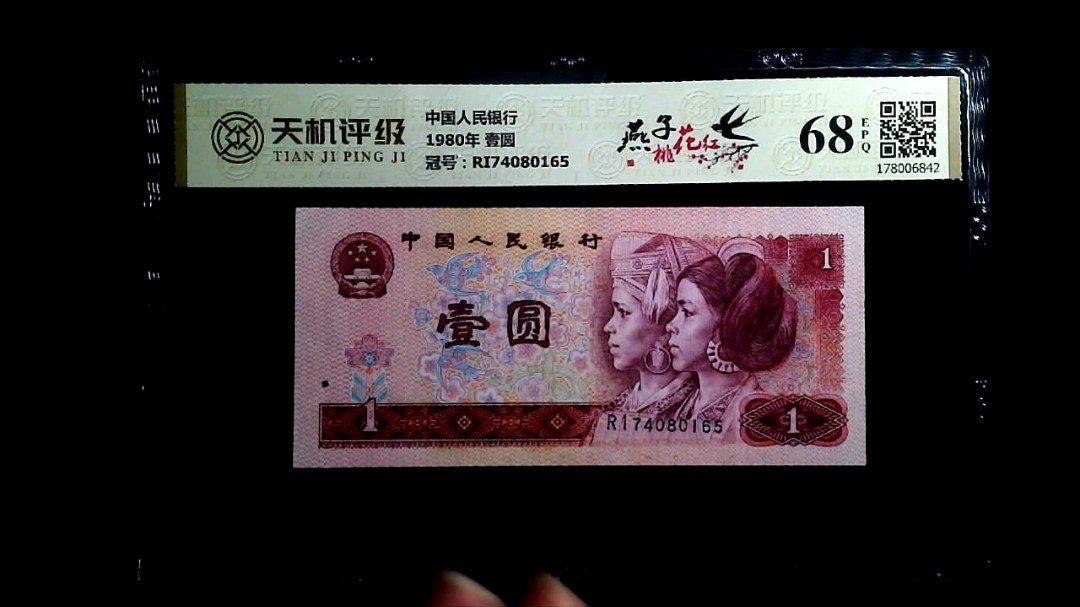 天机评级
TIAN JI PING JI
中国人民银行
1980年 壹圆
冠号：RI74080165
燕子
桃花红
68
EPQ
178006842
中国人民银行
1
壹圆
1
RI74080165
1